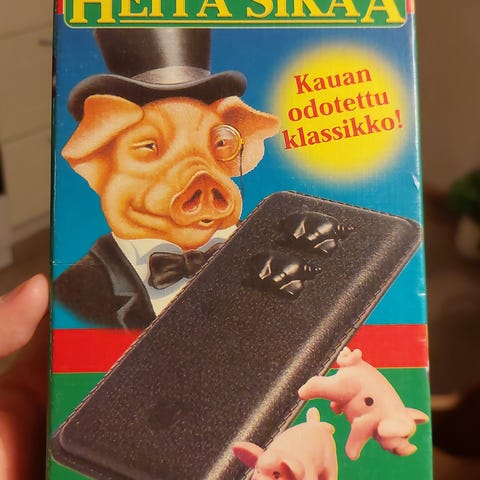 HEITÄ SIKAA
Kauan
odotettu
klassikko!